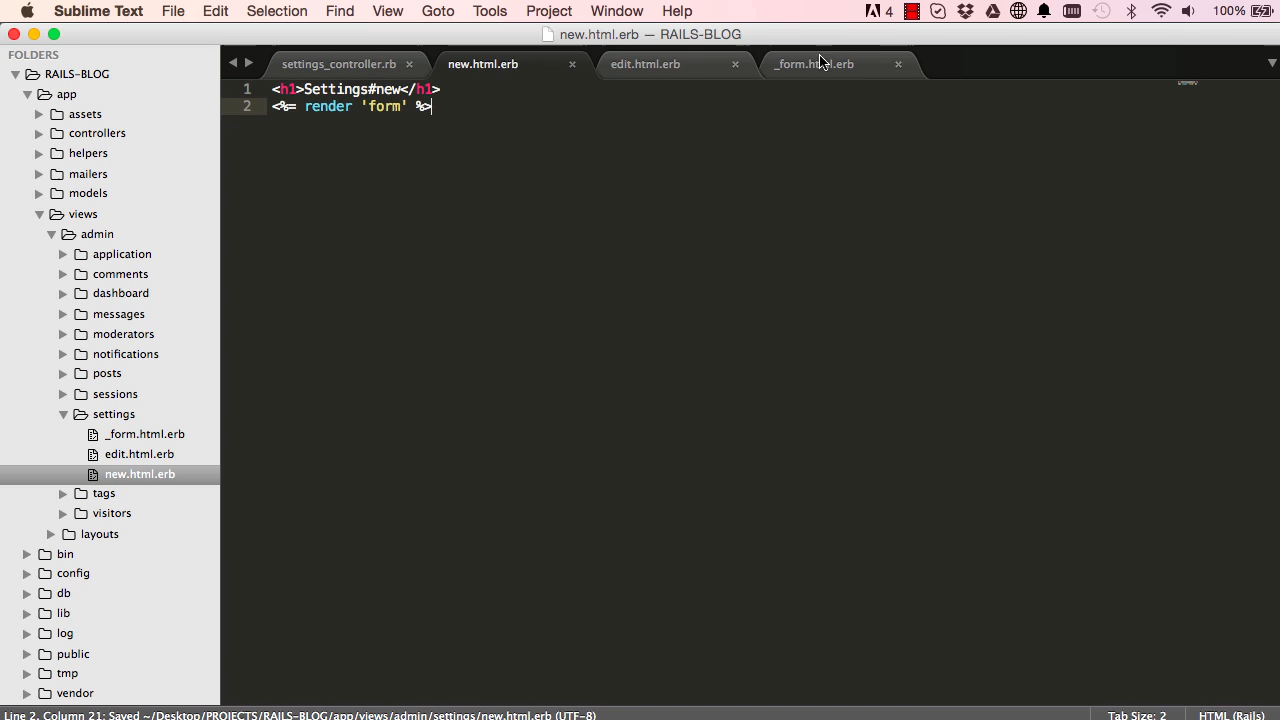 Sublime Text File Edit Selection Find View Goto Tools Project Window Help 4 100%
new.html.erb — RAILS-BLOG
FOLDERS
RAILS-BLOG
app
assets
controllers
helpers
mailers
models
views
admin
application
comments
dashboard
messages
moderators
notifications
posts
sessions
settings
_form.html.erb
edit.html.erb
new.html.erb
tags
visitors
layouts
bin
config
db
lib
log
public
tmp
vendor
settings_controller.rb new.html.erb edit.html.erb _form.html.erb
1 <h1>Settings#new</h1>
2 <%= render 'form' %>
Line 2, Column 21; Saved ~/Desktop/PROJECTS/RAILS-BLOG/app/views/admin/settings/new.html.erb (UTF-8) Tab Size: 2 HTML (Rails)